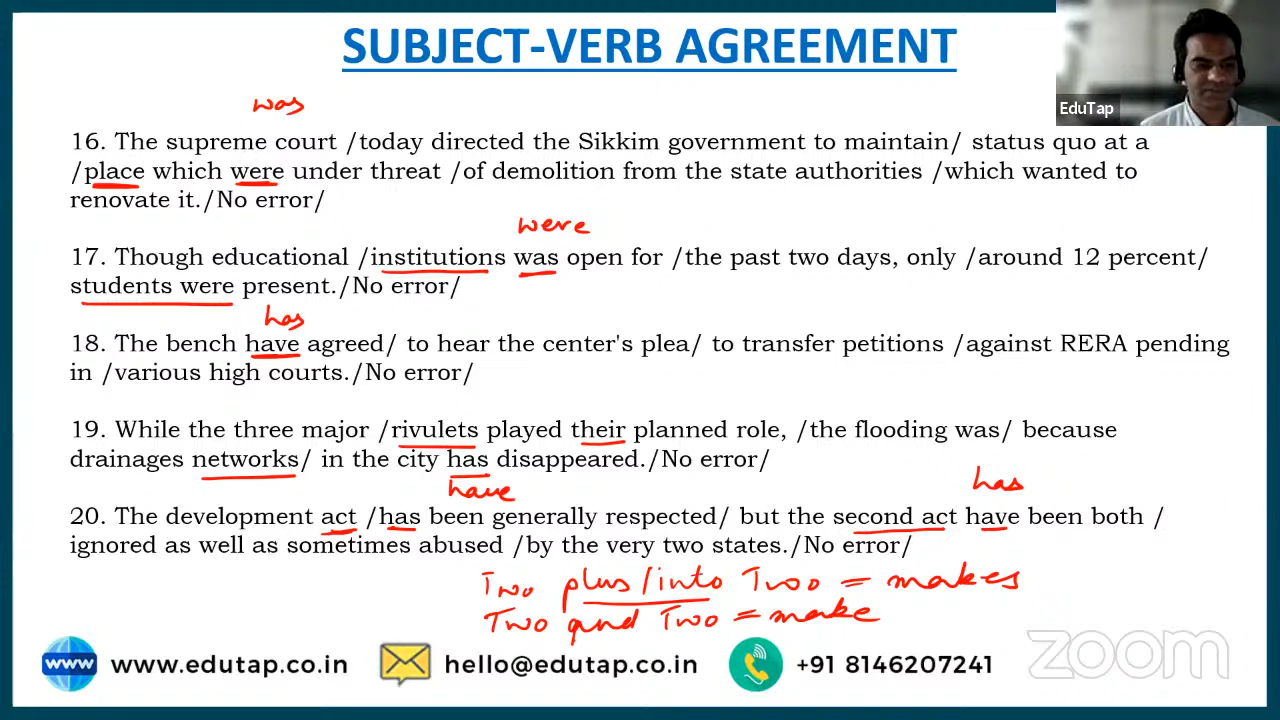 SUBJECT-VERB AGREEMENT
EduTap
was
16. The supreme court /today directed the Sikkim government to maintain/ status quo at a
/place which were under threat /of demolition from the state authorities /which wanted to
renovate it./No error/
were
17. Though educational /institutions was open for /the past two days, only /around 12 percent/
students were present./No error/
has
18. The bench have agreed/ to hear the center's plea/ to transfer petitions /against RERA pending
in /various high courts./No error/
19. While the three major /rivulets played their planned role, /the flooding was/ because
drainages networks/ in the city has disappeared./No error/
have
has
20. The development act /has been generally respected/ but the second act have been both /
ignored as well as sometimes abused /by the very two states./No error/
Two plus/into Two = makes
Two and Two = make
www www.edutap.co.in hello@edutap.co.in +91 8146207241
zoom